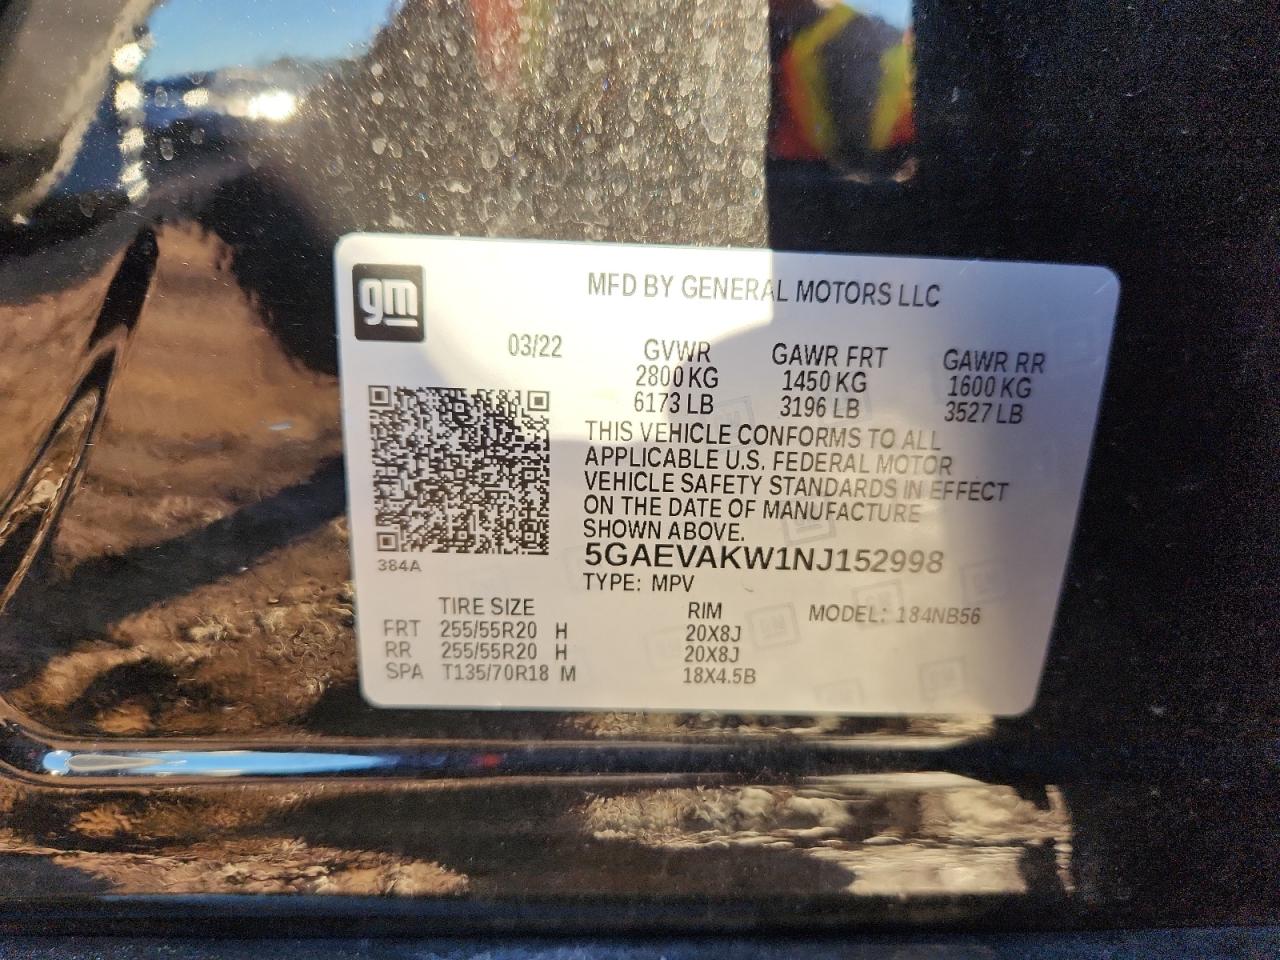 gm
MFD BY GENERAL MOTORS LLC
03/22 GVWR GAWR FRT GAWR RR
2800 KG 1450 KG 1600 KG
6173 LB 3196 LB 3527 LB
THIS VEHICLE CONFORMS TO ALL
APPLICABLE U.S. FEDERAL MOTOR
VEHICLE SAFETY STANDARDS IN EFFECT
ON THE DATE OF MANUFACTURE
SHOWN ABOVE.
5GAEVAKW1NJ152998
384A
TYPE: MPV
TIRE SIZE RIM MODEL: 184NB56
FRT 255/55R20 H 20X8J
RR 255/55R20 H 20X8J
SPA T135/70R18 M 18X4.5B